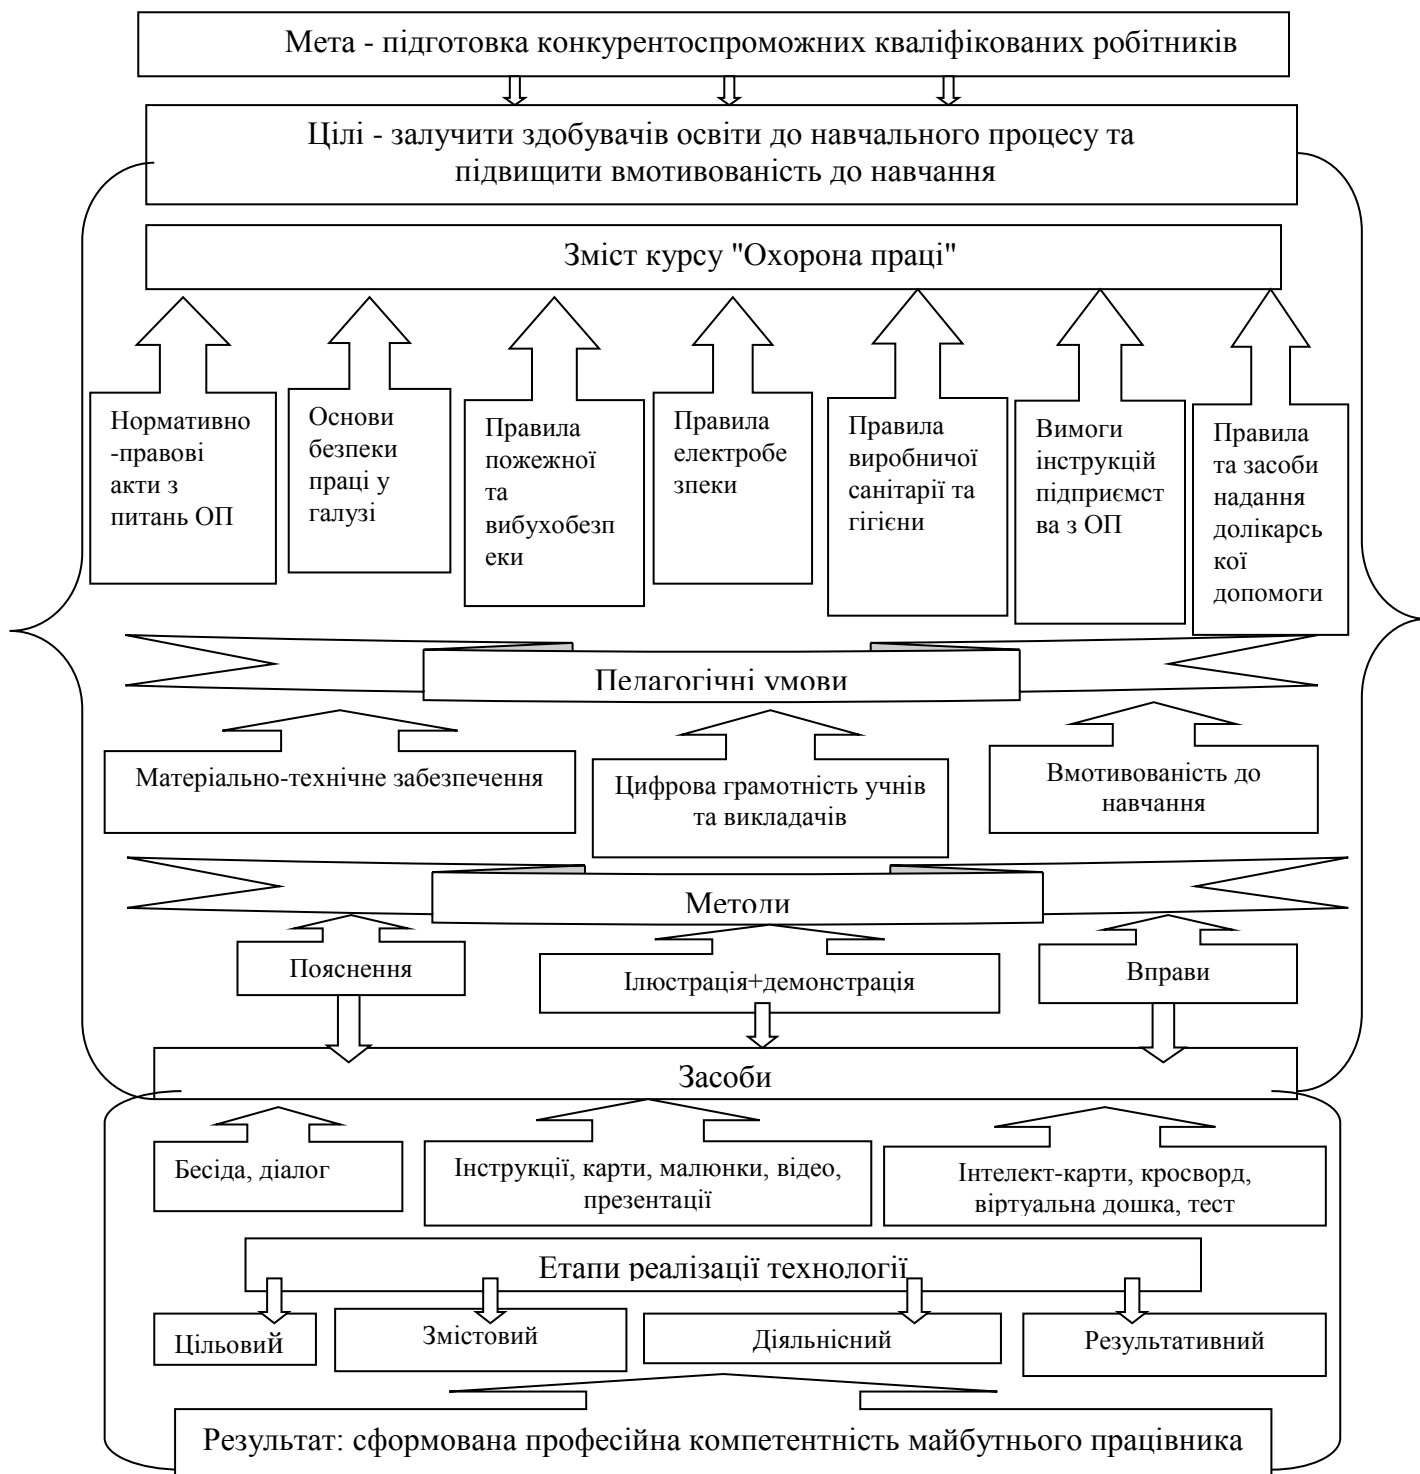 Мета - підготовка конкурентоспроможних кваліфікованих робітників
Цілі - залучити здобувачів освіти до навчального процесу та
підвищити вмотивованість до навчання
Зміст курсу "Охорона праці"
Нормативно
-правові
акти з
питань ОП
Основи
безпеки
праці у
галузі
Правила
пожежної
та
вибухобезп
еки
Правила
електробе
зпеки
Правила
виробничої
санітарії та
гігієни
Вимоги
інструкцій
підприємст
ва з ОП
Правила
та засоби
надання
долікарсь
кої
допомоги
Педагогічні умови
Матеріально-технічне забезпечення
Цифрова грамотність учнів
та викладачів
Вмотивованість до
навчання
Методи
Пояснення
Ілюстрація+демонстрація
Вправи
Засоби
Бесіда, діалог
Інструкції, карти, малюнки, відео,
презентації
Інтелект-карти, кросворд,
віртуальна дошка, тест
Етапи реалізації технології
Цільовий
Змістовий
Діяльнісний
Результативний
Результат: сформована професійна компетентність майбутнього працівника